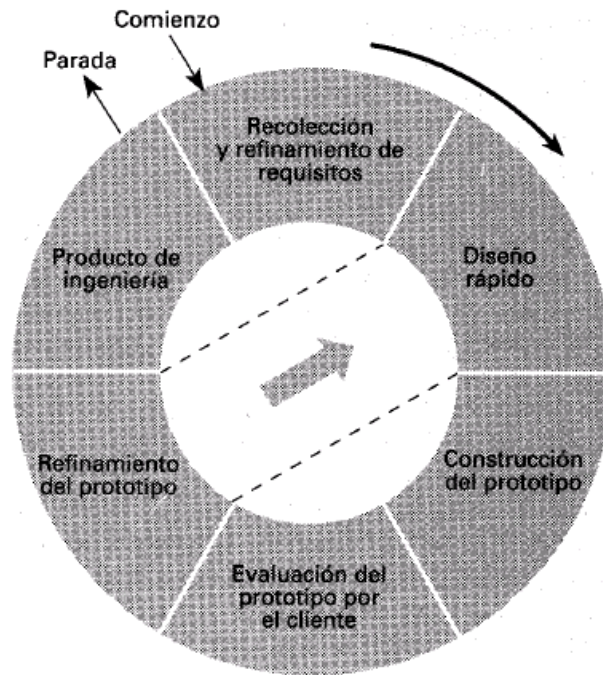 Comienzo
Parada
Recolección
y refinamiento de
requisitos
Diseño
rápido
Construcción
del prototipo
Evaluación del
prototipo por
el cliente
Refinamiento
del prototipo
Producto de
ingeniería